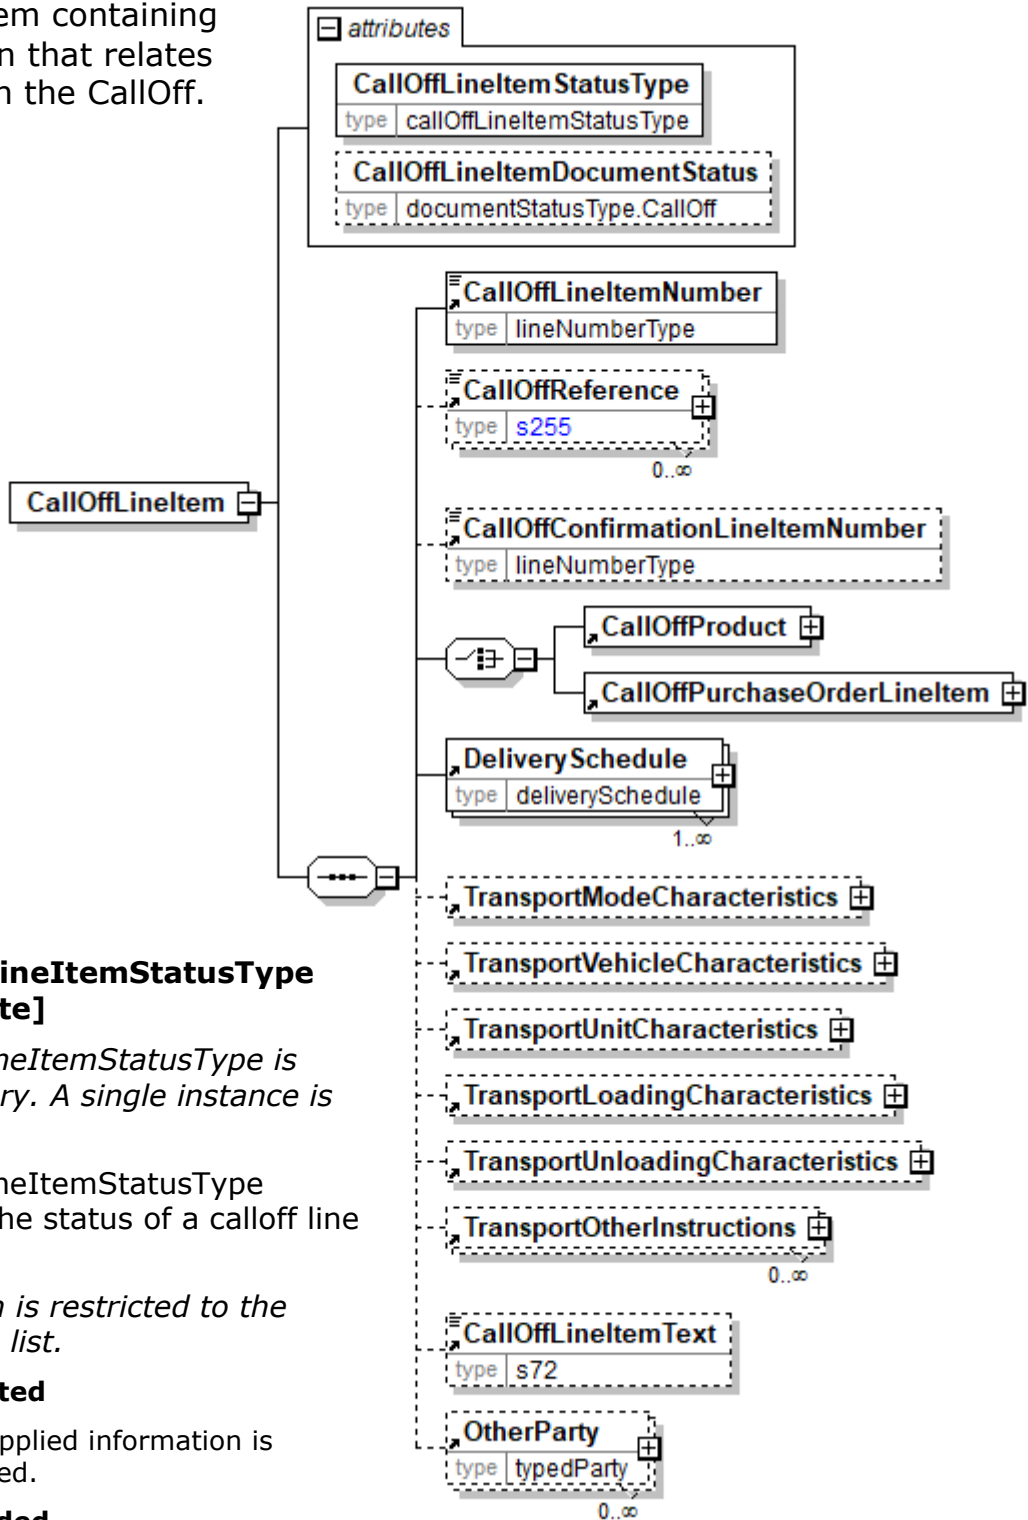 em containing
n that relates
n the CallOff.
attributes
CallOffLineItemStatusType
type callOffLineItemStatusType
CallOffLineItemDocumentStatus
type documentStatusType.CallOff
CallOffLineItemNumber
type lineNumberType
CallOffReference
type s255
0..∞
CallOffLineItem
CallOffConfirmationLineItemNumber
type lineNumberType
CallOffProduct
CallOffPurchaseOrderLineItem
DeliverySchedule
type deliverySchedule
1..∞
TransportModeCharacteristics
TransportVehicleCharacteristics
TransportUnitCharacteristics
TransportLoadingCharacteristics
TransportUnloadingCharacteristics
TransportOtherInstructions
0..∞
CallOffLineItemText
type s72
OtherParty
type typedParty
0..∞
ineItemStatusType
te]
neItemStatusType is
ry. A single instance is
neItemStatusType
he status of a calloff line
n is restricted to the
list.
ted
pplied information is
ed.
ded